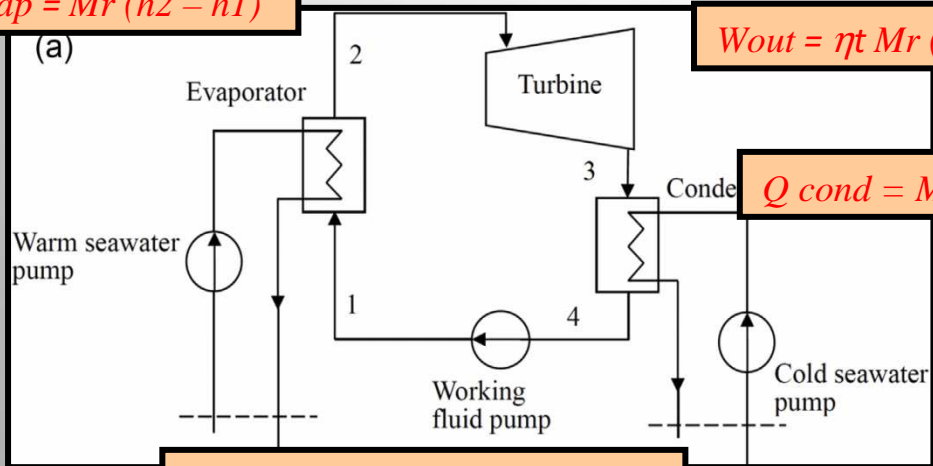 = Mr (h2 – h1)
Wout = ηt Mr (
(a)
2
Evaporator
Turbine
3
Q cond = M
Conde
Warm seawater
pump
1
4
Working
fluid pump
Cold seawater
pump